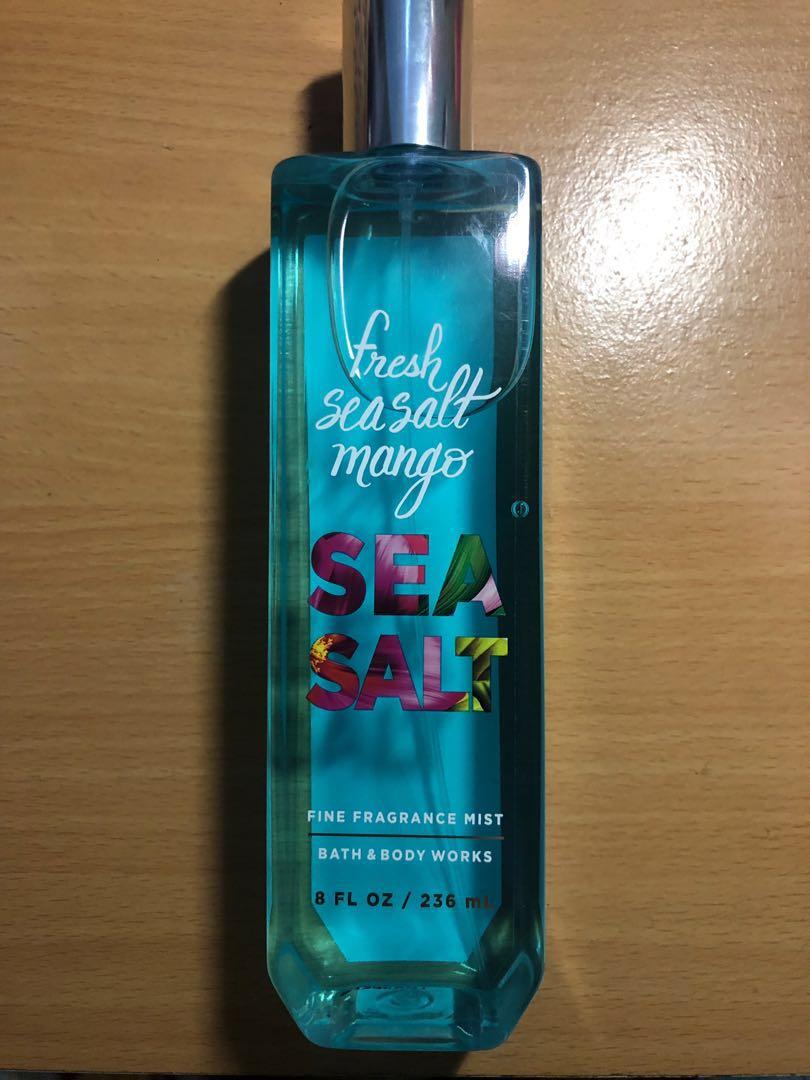 fresh
sea salt
mango
SEA
SALT
FINE FRAGRANCE MIST
BATH & BODY WORKS
8 FL OZ / 236 mL